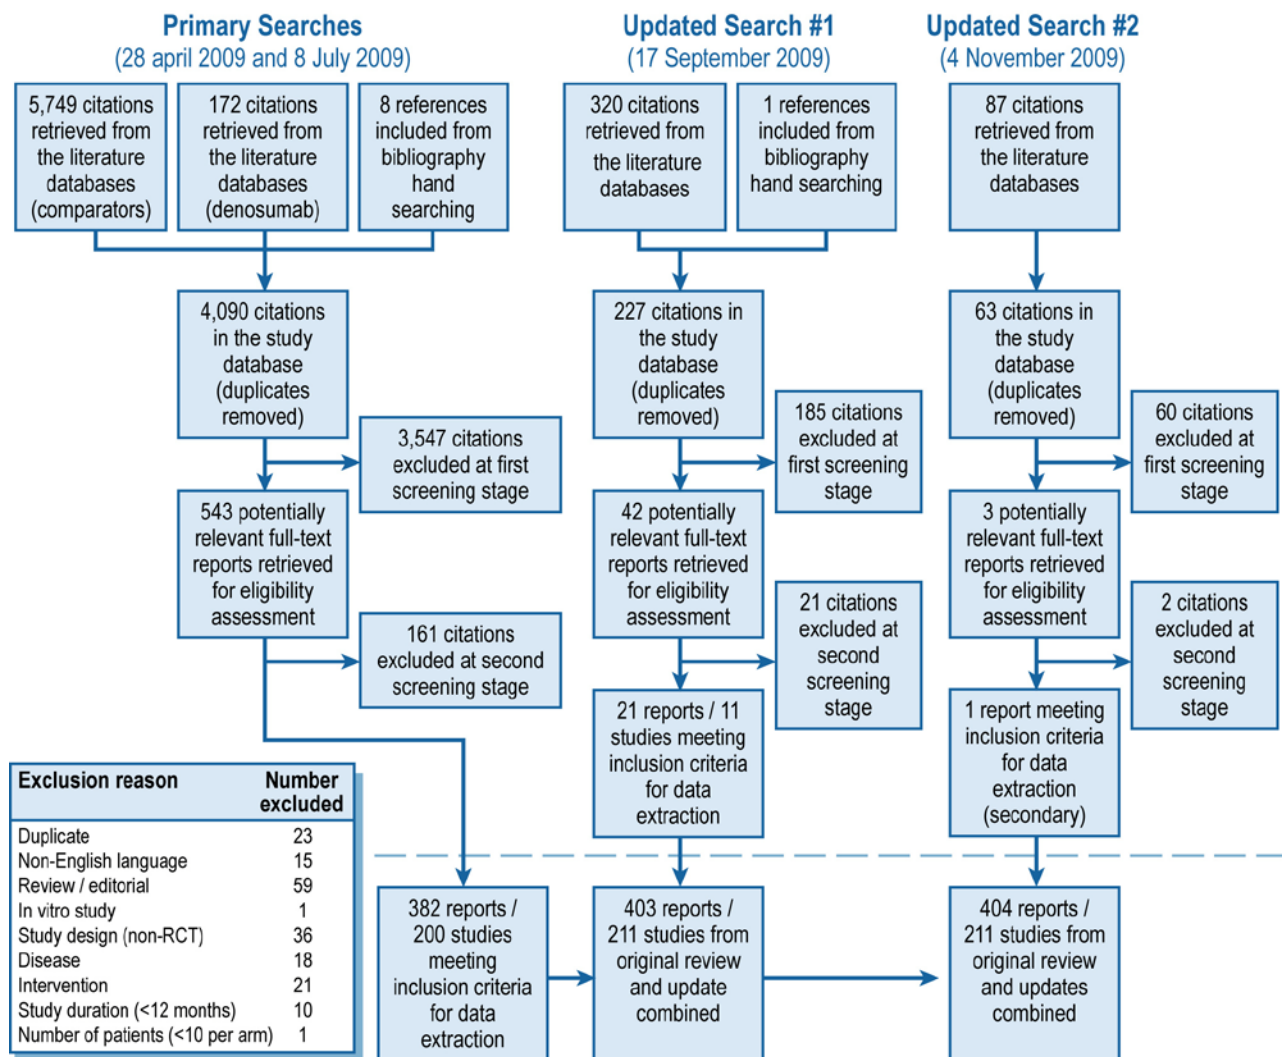 Primary Searches
(28 april 2009 and 8 July 2009)
Updated Search #1
(17 September 2009)
Updated Search #2
(4 November 2009)
5,749 citations
retrieved from
the literature
databases
(comparators)
172 citations
retrieved from
the literature
databases
(denosumab)
8 references
included from
bibliography
hand
searching
320 citations
retrieved from
the literature
databases
1 references
included from
bibliography
hand searching
87 citations
retrieved from
the literature
databases
4,090 citations
in the study
database
(duplicates
removed)
227 citations in
the study
database
(duplicates
removed)
63 citations in
the study
database
(duplicates
removed)
3,547 citations
excluded at first
screening stage
185 citations
excluded at
first screening
stage
60 citations
excluded at
first screening
stage
543 potentially
relevant full-text
reports retrieved
for eligibility
assessment
42 potentially
relevant full-text
reports retrieved
for eligibility
assessment
3 potentially
relevant full-text
reports retrieved
for eligibility
assessment
161 citations
excluded at second
screening stage
21 citations
excluded at
second
screening
stage
2 citations
excluded at
second
screening
stage
21 reports / 11
studies meeting
inclusion criteria
for data
extraction
1 report meeting
inclusion criteria
for data
extraction
(secondary)
Exclusion reason Number
excluded
Duplicate 23
Non-English language 15
Review / editorial 59
In vitro study 1
Study design (non-RCT) 36
Disease 18
Intervention 21
Study duration (<12 months) 10
Number of patients (<10 per arm) 1
382 reports /
200 studies
meeting
inclusion criteria
for data
extraction
403 reports /
211 studies from
original review
and update
combined
404 reports /
211 studies from
original review
and updates
combined